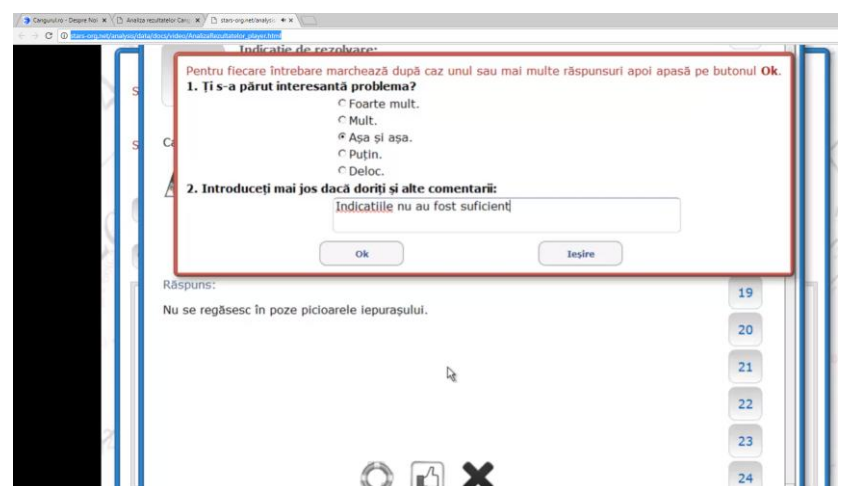 Cangurul.ro - Despre Noi
Analiza rezultatelor Cang
stars-org.net/analysis
stars-org.net/analysis/data/docs/video/AnalizaRezultatelor_player.html
Indicație de rezolvare:
Pentru fiecare întrebare marchează după caz unul sau mai multe răspunsuri apoi apasă pe butonul Ok.
1. Ți s-a părut interesantă problema?
Foarte mult.
Mult.
Așa și așa.
Puțin.
Deloc.
2. Introduceți mai jos dacă doriți și alte comentarii:
Indicatiile nu au fost suficient
Ok
Ieșire
Răspuns:
Nu se regăsesc în poze picioarele iepurașului.
19
20
21
22
23
24